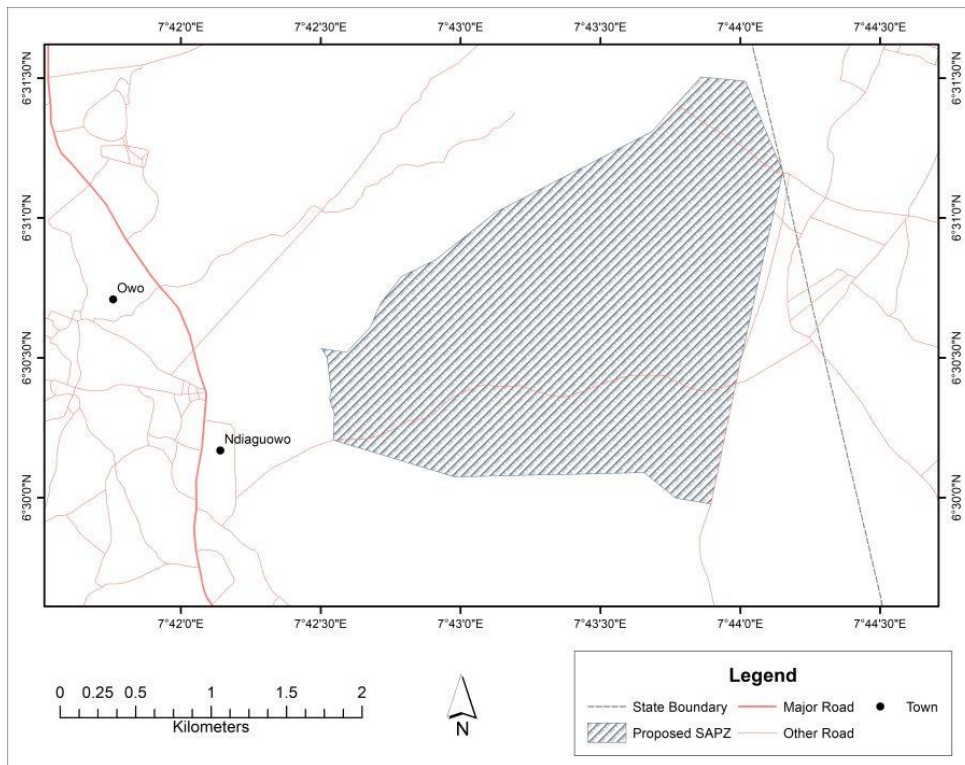 7°42'0"E 7°42'30"E 7°43'0"E 7°43'30"E 7°44'0"E 7°44'30"E
6°31'30"N 6°31'30"N
6°31'0"N 6°31'0"N
Owo
6°30'30"N 6°30'30"N
Ndiaguowo
6°30'0"N 6°30'0"N
7°42'0"E 7°42'30"E 7°43'0"E 7°43'30"E 7°44'0"E 7°44'30"E
0 0.25 0.5 1 1.5 2
Kilometers
N
Legend
State Boundary Major Road Town
Proposed SAPZ Other Road